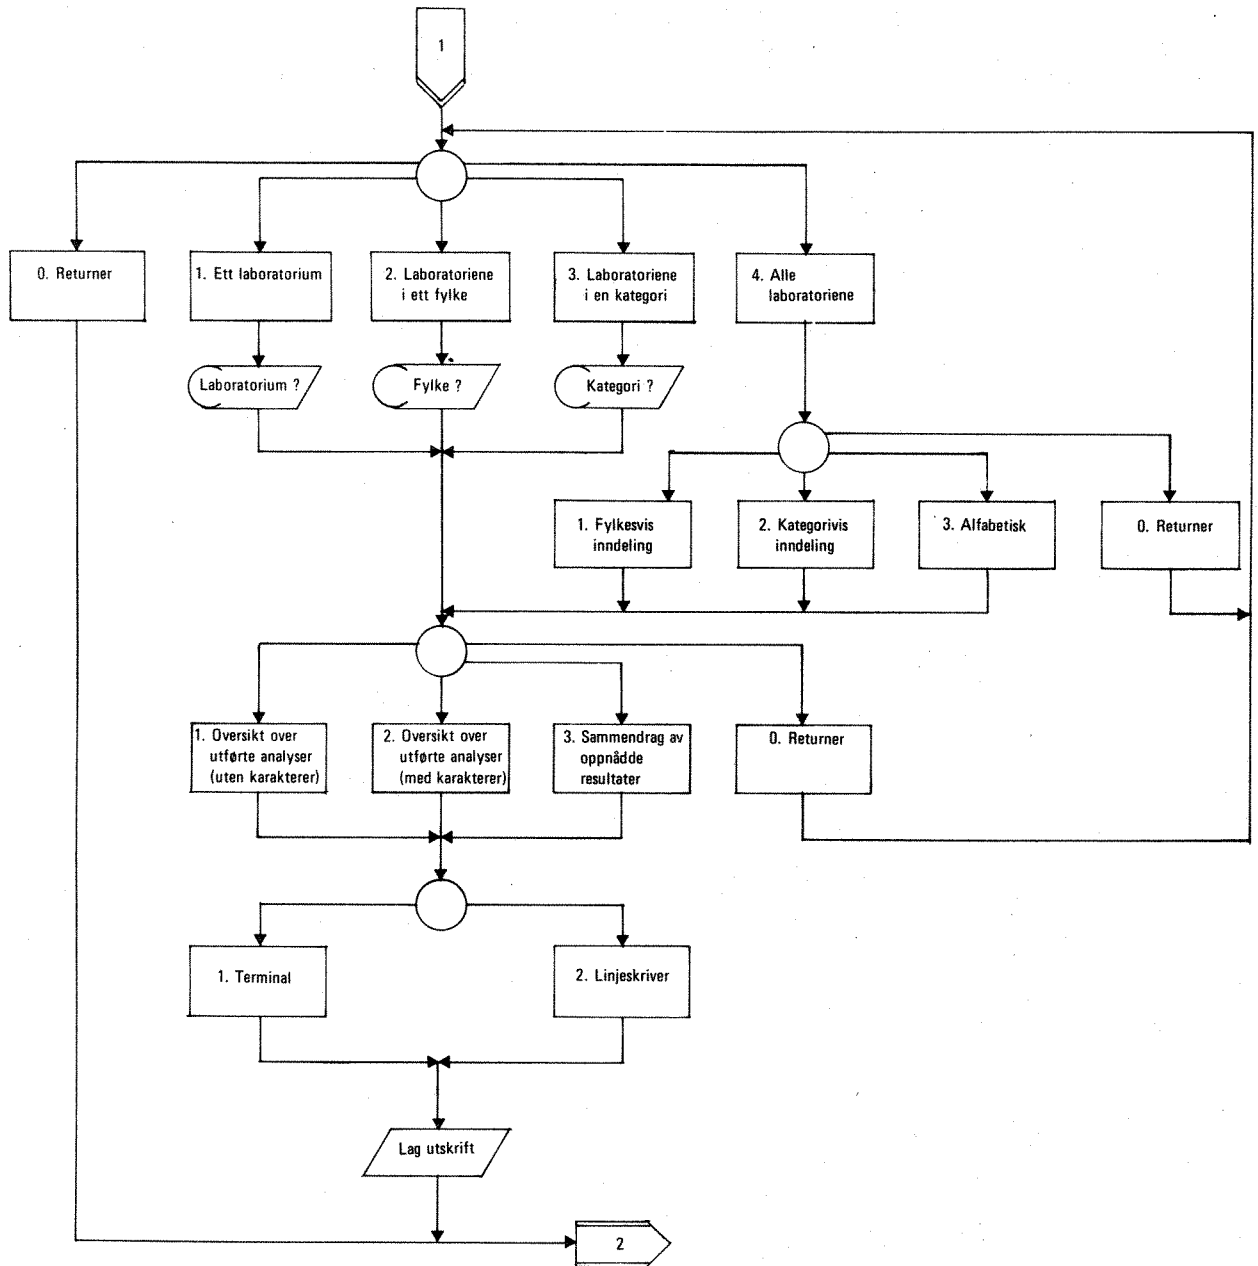 1
0. Returner
1. Ett laboratorium
2. Laboratoriene
i ett fylke
3. Laboratoriene
i en kategori
4. Alle
laboratoriene
Laboratorium ?
Fylke ?
Kategori ?
1. Fylkesvis
inndeling
2. Kategorivis
inndeling
3. Alfabetisk
0. Returner
1. Oversikt over
utførte analyser
(uten karakterer)
2. Oversikt over
utførte analyser
(med karakterer)
3. Sammendrag av
oppnådde
resultater
0. Returner
1. Terminal
2. Linjeskriver
Lag utskrift
2